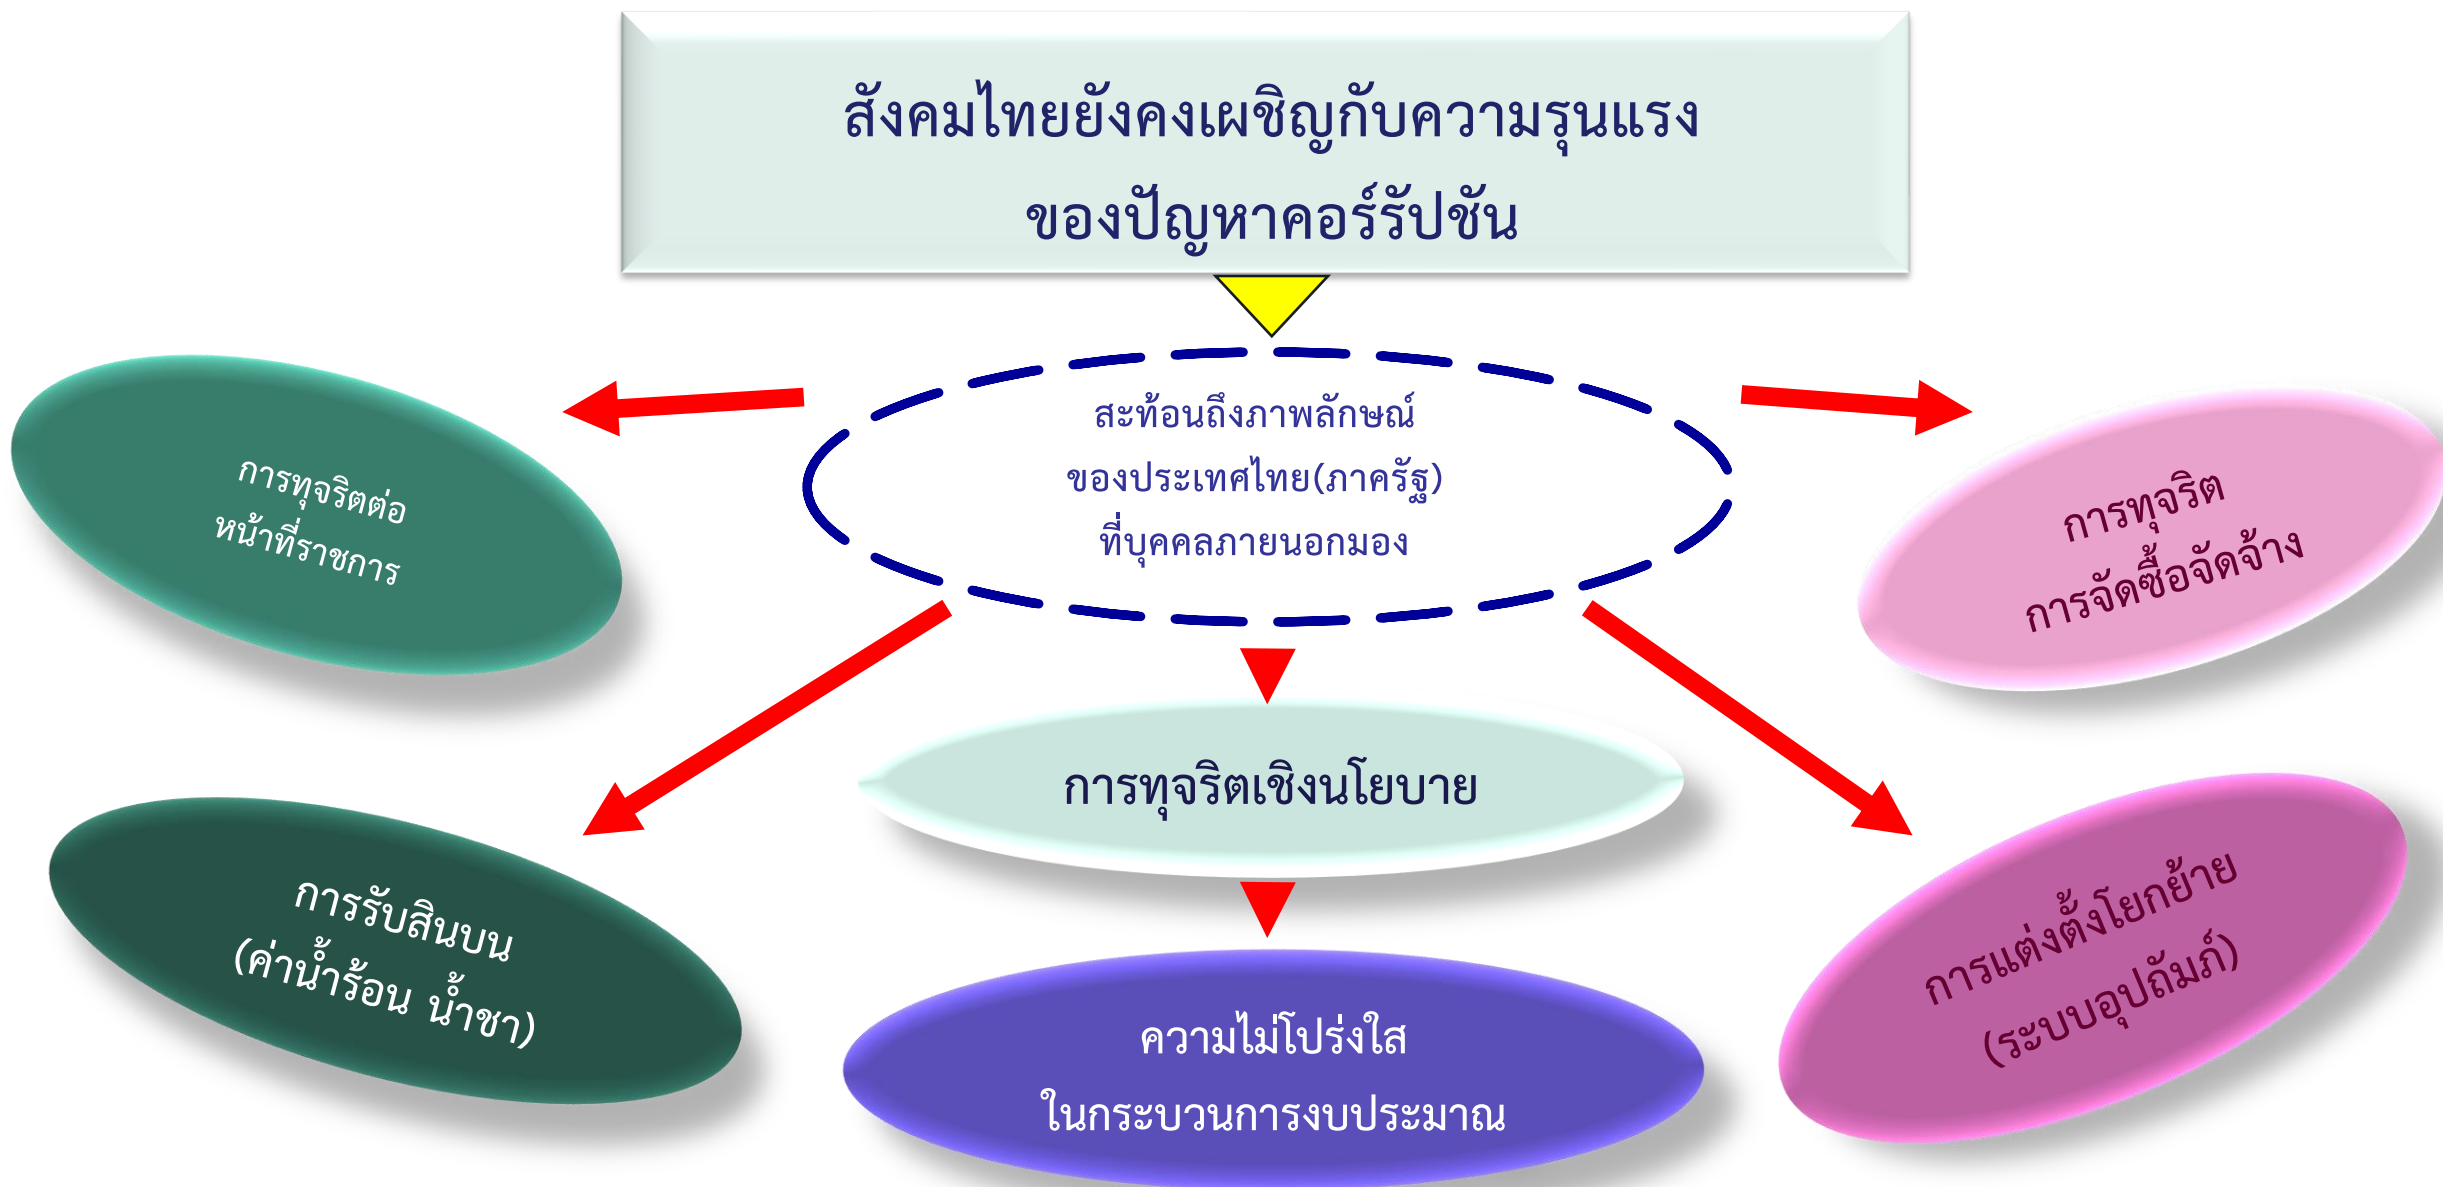 สังคมไทยยังคงเผชิญกับความรุนแรง
ของปัญหาคอร์รัปชัน
สะท้อนถึงภาพลักษณ์
ของประเทศไทย(ภาครัฐ)
ที่บุคคลภายนอกมอง
การทุจริตต่อ
หน้าที่ราชการ
การทุจริต
การจัดซื้อจัดจ้าง
การทุจริตเชิงนโยบาย
การรับสินบน
(ค่าน้ำร้อน น้ำชา)
การแต่งตั้งโยกย้าย
(ระบบอุปถัมภ์)
ความไม่โปร่งใส
ในกระบวนการงบประมาณ